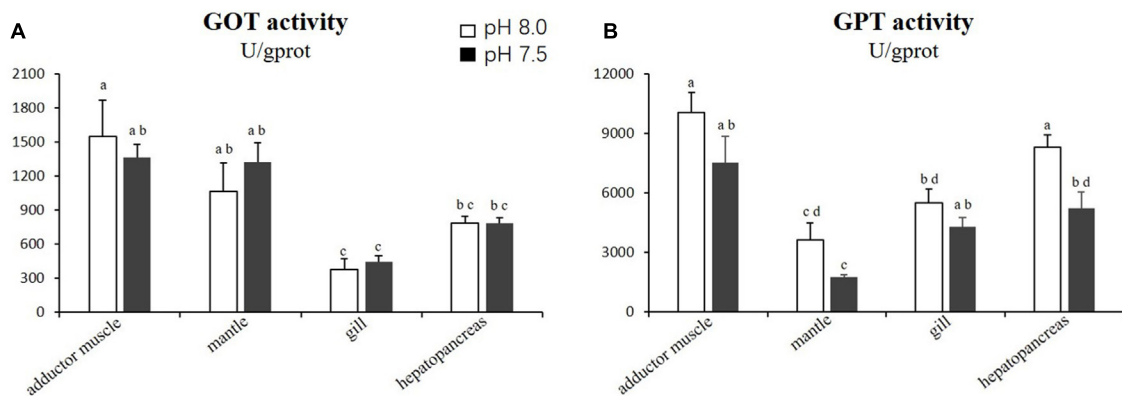 A
GOT activity
U/gprot
pH 8.0
pH 7.5
2100
1800
1500
1200
900
600
300
0
a
a b
a b
a b
c
c
b c
b c
adductor muscle
mantle
gill
hepatopancreas
B
GPT activity
U/gprot
12000
9000
6000
3000
0
a
a b
c d
c
b d
a b
a
b d
adductor muscle
mantle
gill
hepatopancreas